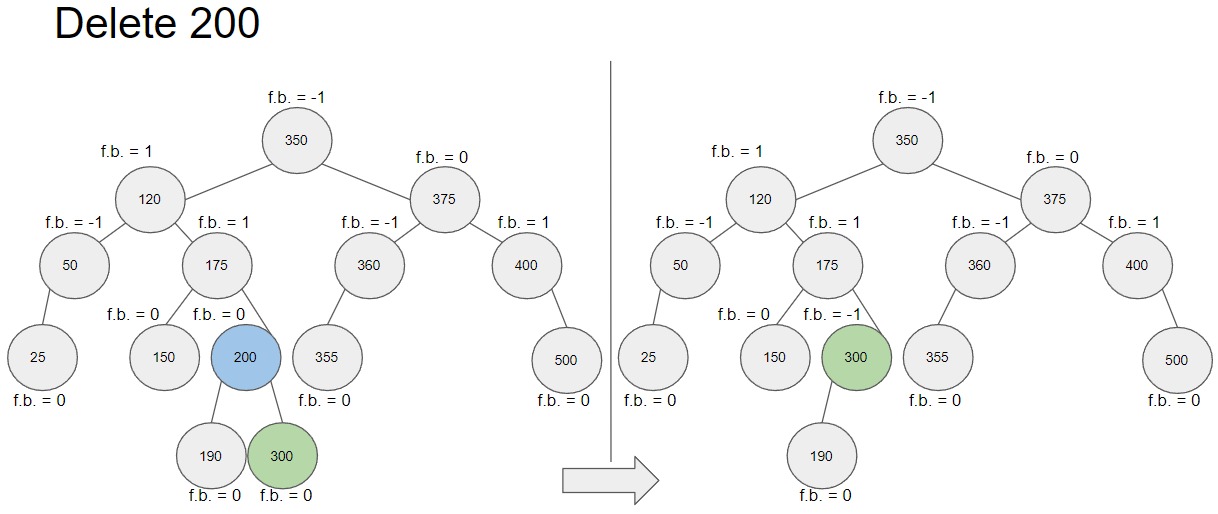 Delete 200
f.b. = -1
350
f.b. = 1
f.b. = 0
120
375
f.b. = -1
f.b. = 1
f.b. = -1
f.b. = 1
50
175
360
400
f.b. = 0
f.b. = 0
25
150
200
355
500
f.b. = 0
f.b. = 0
f.b. = 0
190
300
f.b. = 0
f.b. = 0
f.b. = -1
350
f.b. = 1
f.b. = 0
120
375
f.b. = -1
f.b. = 1
f.b. = -1
f.b. = 1
50
175
360
400
f.b. = 0
f.b. = -1
25
150
300
355
500
f.b. = 0
f.b. = 0
f.b. = 0
190
f.b. = 0